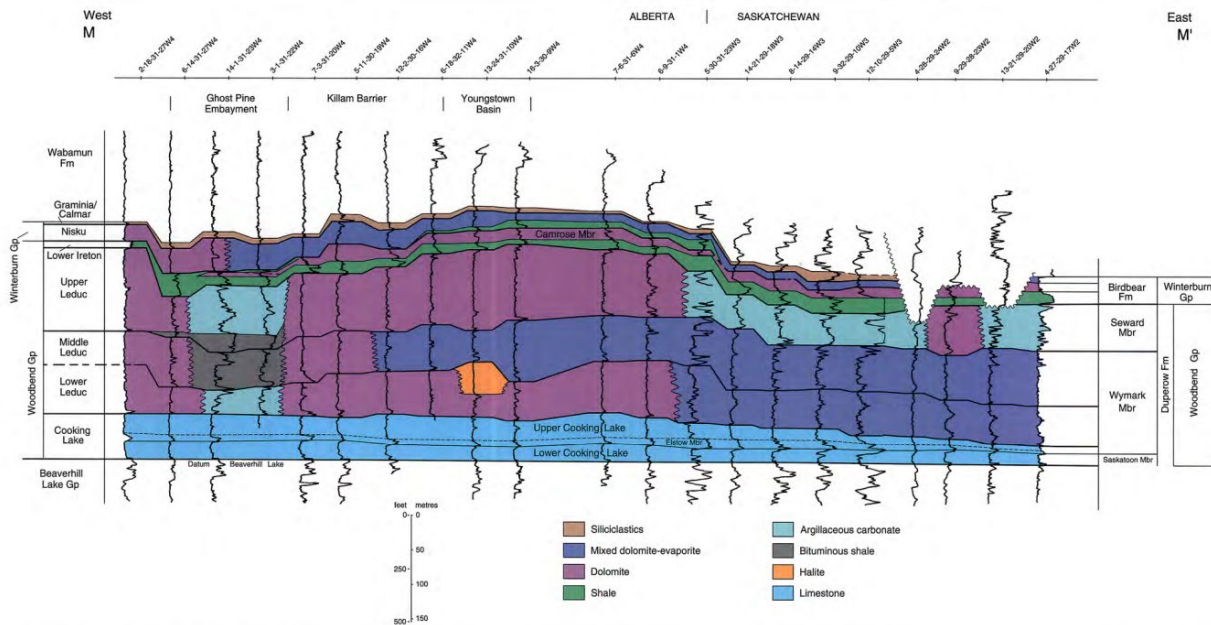 West
M
ALBERTA | SASKATCHEWAN
East
M'
2-18-31-27W4
6-14-31-27W4
14-1-31-23W4
3-1-31-22W4
7-3-31-20W4
5-11-30-19W4
12-2-30-16W4
6-18-32-11W4
13-24-31-10W4
16-3-30-9W4
7-6-31-6W4
6-9-31-1W4
5-30-31-23W3
14-21-29-18W3
8-14-29-14W3
9-32-29-10W3
12-10-29-5W3
4-28-29-24W2
9-29-28-23W2
13-21-29-20W2
4-27-29-17W2
Ghost Pine
Embayment
Killam Barrier
Youngstown
Basin
Wabamun
Fm
Graminia/
Calmar
Nisku
Lower Ireton
Upper
Leduc
Middle
Leduc
Lower
Leduc
Cooking
Lake
Beaverhill
Lake Gp
Winterburn Gp
Woodbend Gp
Camrose Mbr
Upper Cooking Lake
Elstow Mbr
Lower Cooking Lake
Datum Beaverhill Lake
Birdbear
Fm
Winterburn
Gp
Seward
Mbr
Wymark
Mbr
Saskatoon Mbr
Duperow Fm
Woodbend Gp
feet metres
0 0
50
250
100
500 150
Siliciclastics
Mixed dolomite-evaporite
Dolomite
Shale
Argillaceous carbonate
Bituminous shale
Halite
Limestone